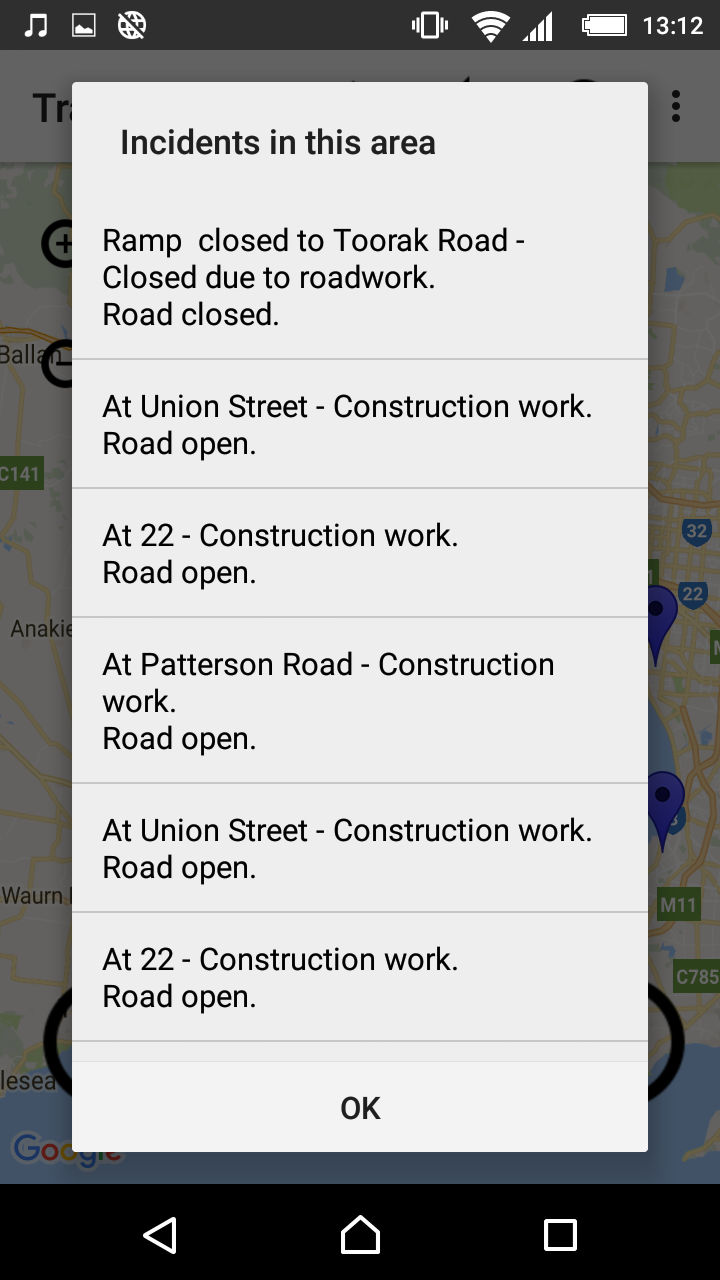 13:12
Tra
Incidents in this area
Ramp  closed to Toorak Road -
Closed due to roadwork.
Road closed.
At Union Street - Construction work.
Road open.
At 22 - Construction work.
Road open.
At Patterson Road - Construction
work.
Road open.
At Union Street - Construction work.
Road open.
At 22 - Construction work.
Road open.
OK
Ballan
C141
32
22
Anakie
Waurn
M11
C785
lesea
Google